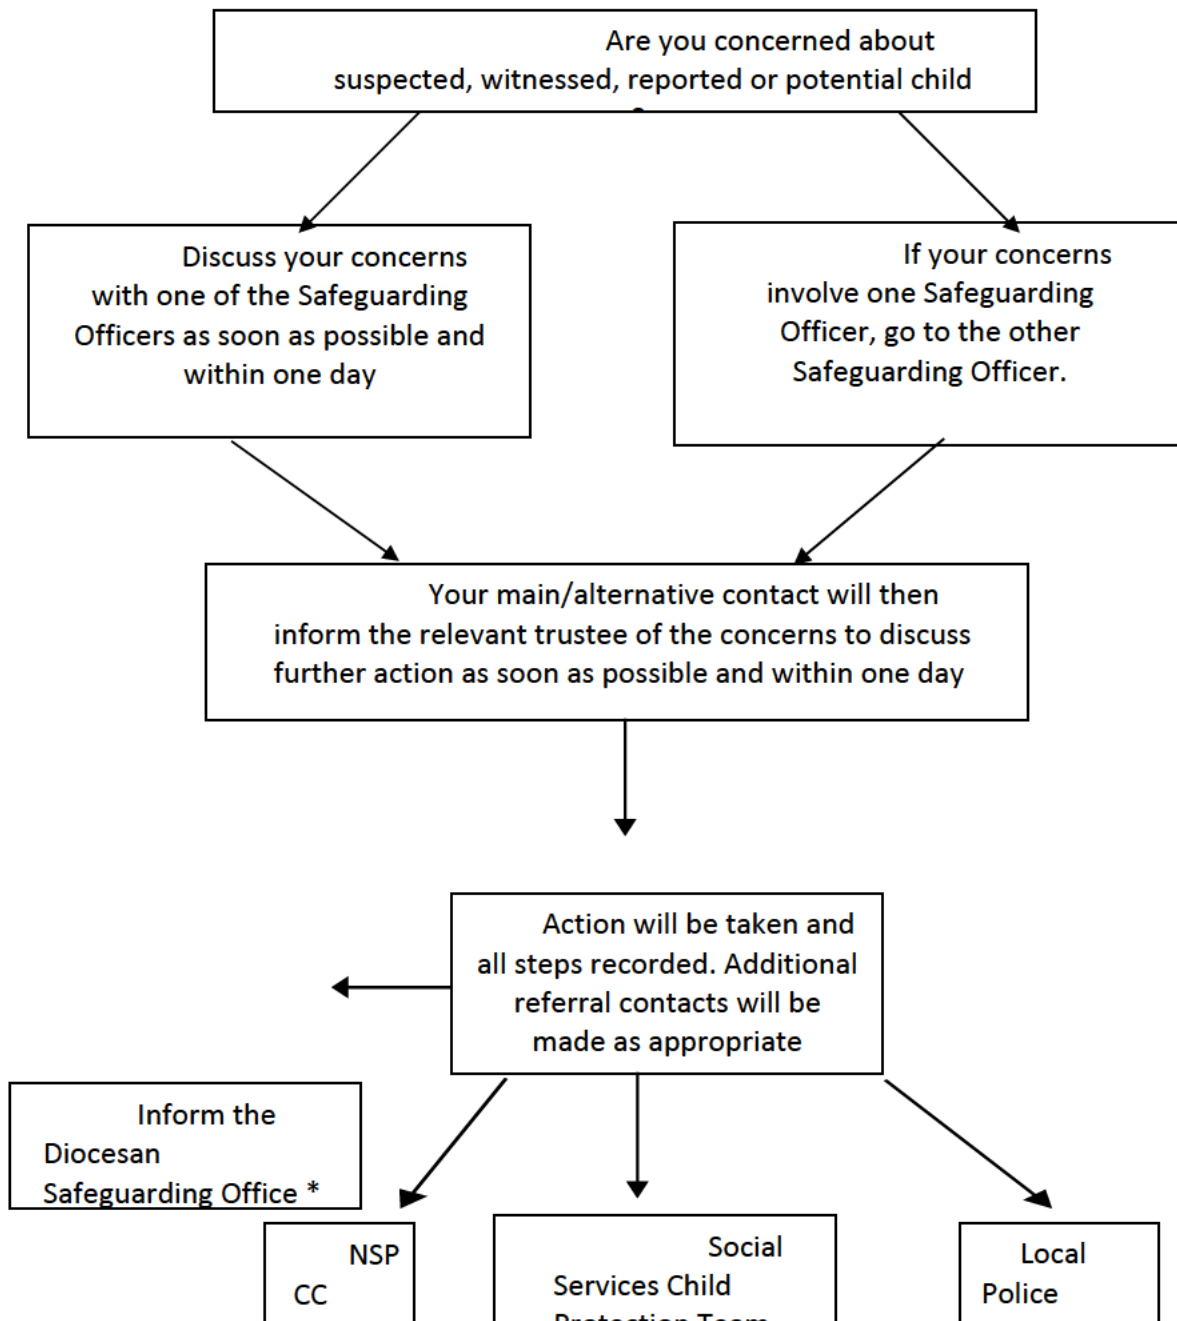 Are you concerned about
suspected, witnessed, reported or potential child
Discuss your concerns
with one of the Safeguarding
Officers as soon as possible and
within one day
If your concerns
involve one Safeguarding
Officer, go to the other
Safeguarding Officer.
Your main/alternative contact will then
inform the relevant trustee of the concerns to discuss
further action as soon as possible and within one day
Action will be taken and
all steps recorded. Additional
referral contacts will be
made as appropriate
Inform the
Diocesan
Safeguarding Office *
NSP
CC
Social
Services Child
Protection Team
Local
Police